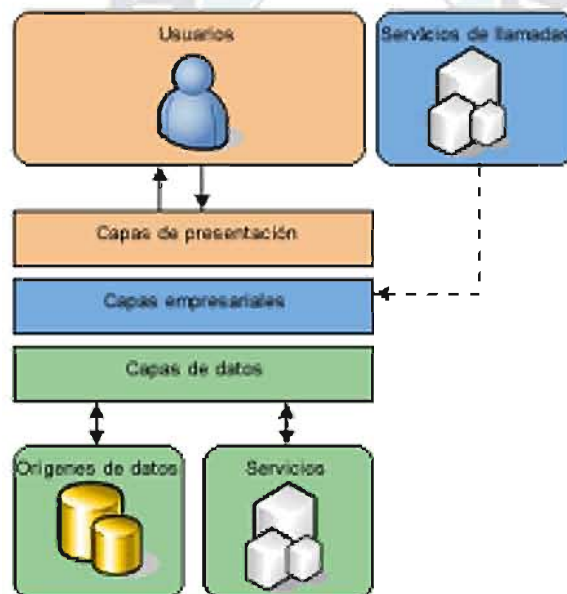 Usuarios
Servicios de llamadas
Capas de presentación
Capas empresariales
Capas de datos
Orígenes de datos
Servicios